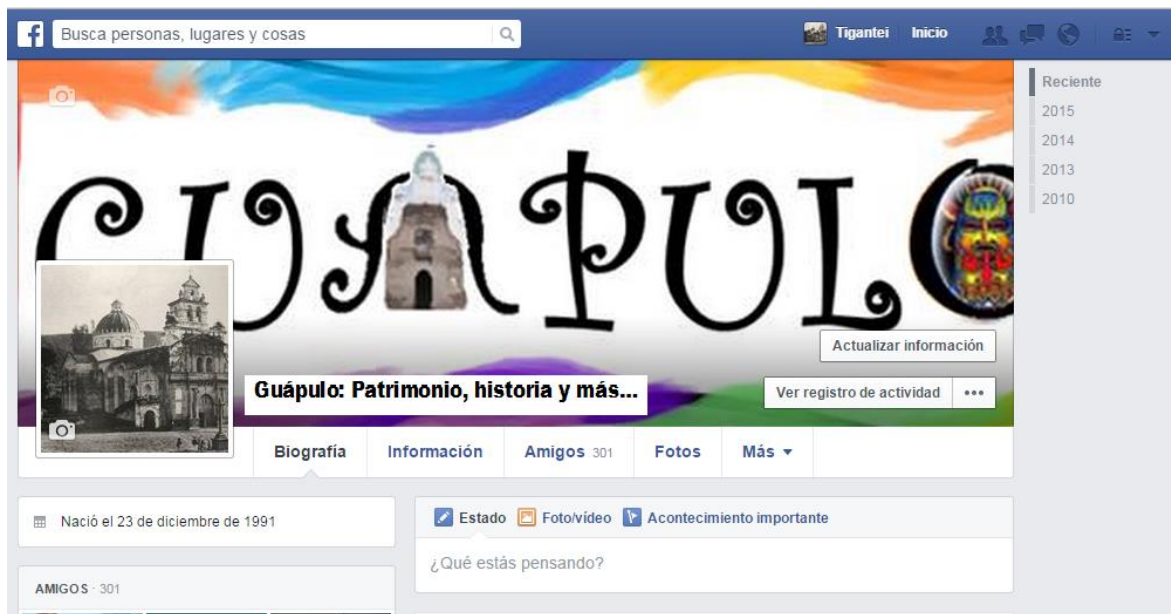 f Busca personas, lugares y cosas Tigantei Inicio
Reciente
2015
2014
2013
2010
GUAPULO
Actualizar información
Guápulo: Patrimonio, historia y más...
Ver registro de actividad ...
Biografía Información Amigos 301 Fotos Más
Nació el 23 de diciembre de 1991
Estado Foto/vídeo Acontecimiento importante
¿Qué estás pensando?
AMIGOS · 301